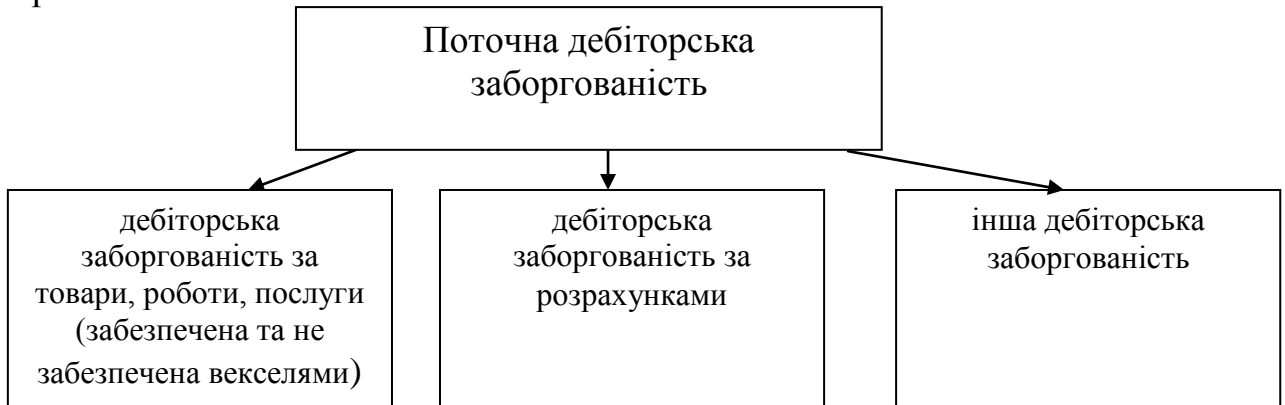 Поточна дебіторська
заборгованість
дебіторська
заборгованість за
товари, роботи, послуги
(забезпечена та не
забезпечена векселями)
дебіторська
заборгованість за
розрахунками
інша дебіторська
заборгованість